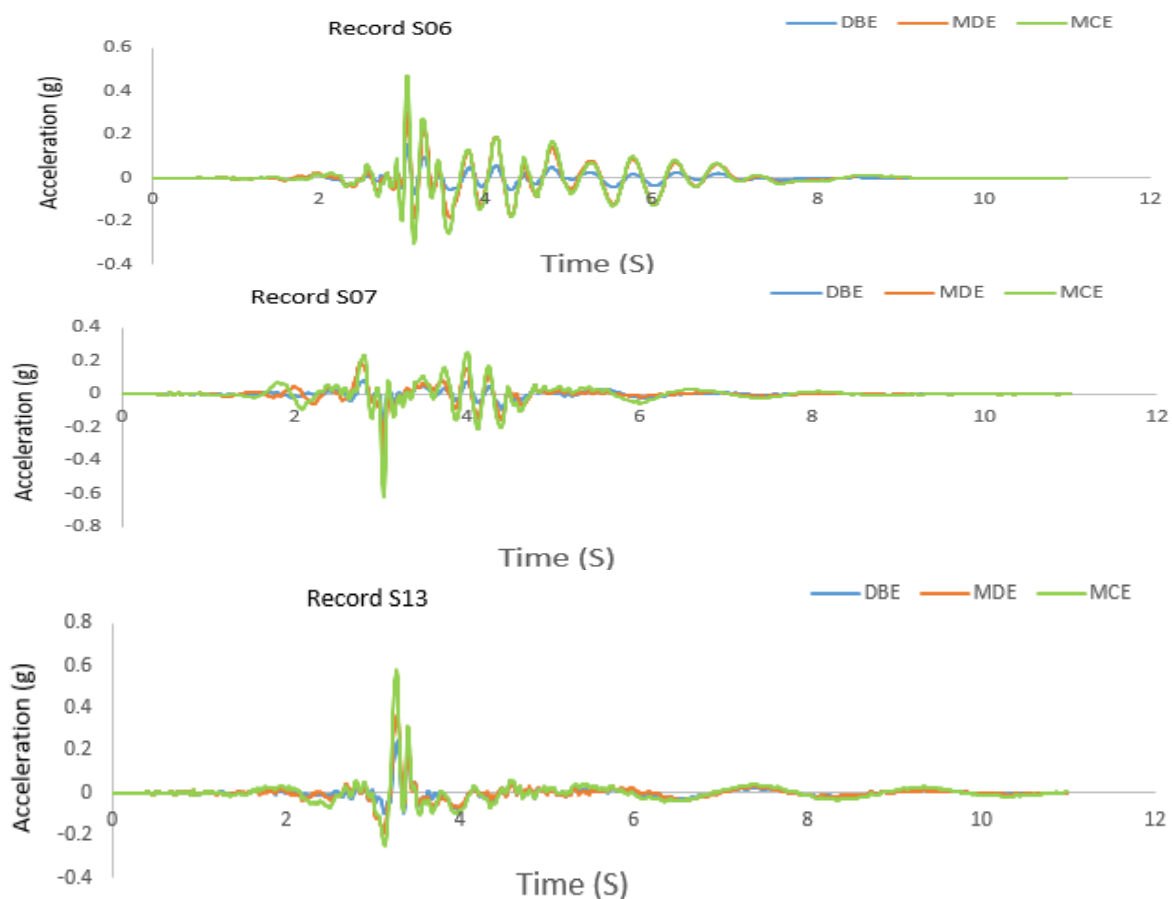 Record S06
DBE MDE MCE
Acceleration (g)
0.6
0.4
0.2
0
-0.2
-0.4
0 2 4 6 8 10 12
Time (S)
Record S07
DBE MDE MCE
Acceleration (g)
0.4
0.2
0
-0.2
-0.4
-0.6
-0.8
0 2 4 6 8 10 12
Time (S)
Record S13
DBE MDE MCE
Acceleration (g)
0.8
0.6
0.4
0.2
0
-0.2
-0.4
0 2 4 6 8 10 12
Time (S)